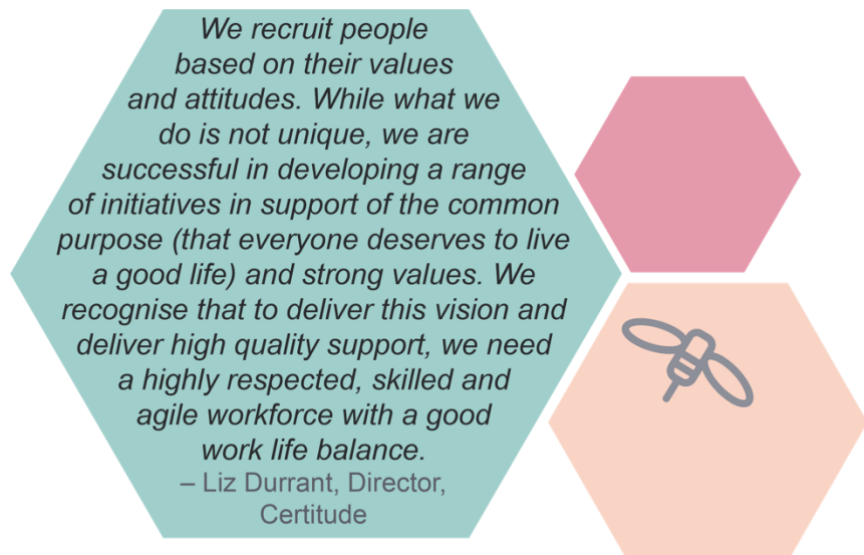 We recruit people
based on their values
and attitudes. While what we
do is not unique, we are
successful in developing a range
of initiatives in support of the common
purpose (that everyone deserves to live
a good life) and strong values. We
recognise that to deliver this vision and
deliver high quality support, we need
a highly respected, skilled and
agile workforce with a good
work life balance.
– Liz Durrant, Director,
Certitude